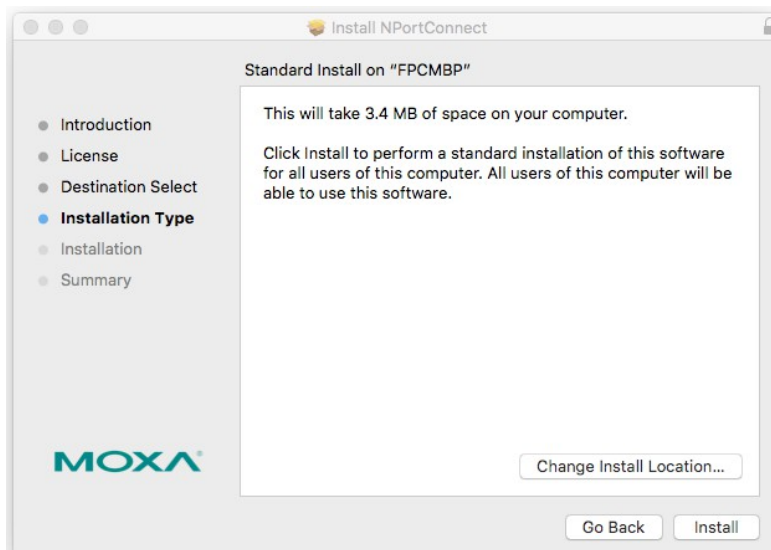 Install NPortConnect
Standard Install on “FPCMBP”
Introduction
License
Destination Select
Installation Type
Installation
Summary
This will take 3.4 MB of space on your computer.
Click Install to perform a standard installation of this software
for all users of this computer. All users of this computer will be
able to use this software.
MOXA®
Change Install Location...
Go Back
Install